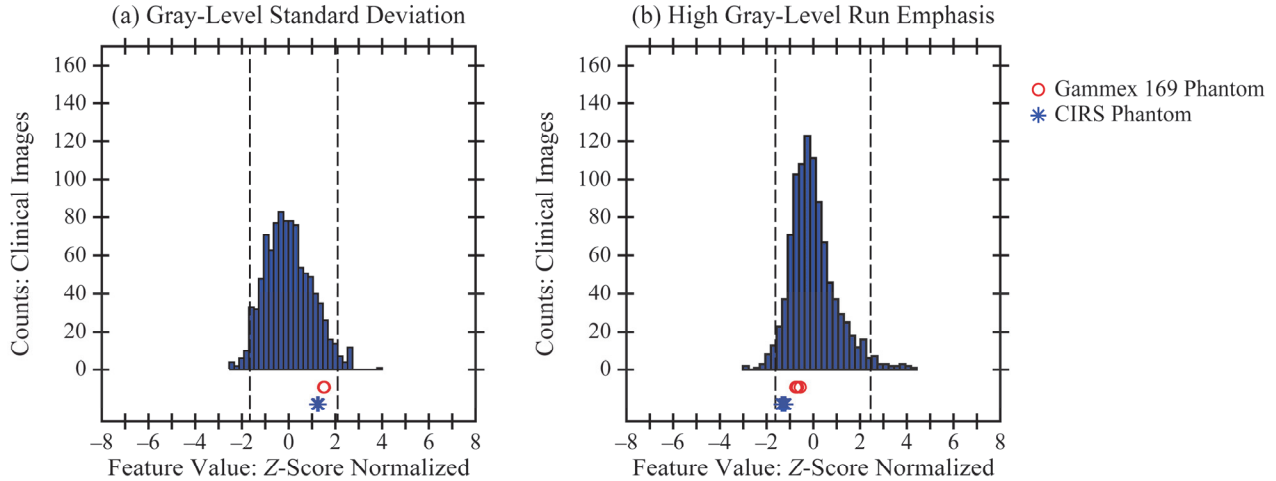 (a) Gray-Level Standard Deviation
(b) High Gray-Level Run Emphasis
Counts: Clinical Images
160
140
120
100
80
60
40
20
0
–8 –6 –4 –2 0 2 4 6 8
Feature Value: Z-Score Normalized
Counts: Clinical Images
160
140
120
100
80
60
40
20
0
–8 –6 –4 –2 0 2 4 6 8
Feature Value: Z-Score Normalized
Gammex 169 Phantom
CIRS Phantom